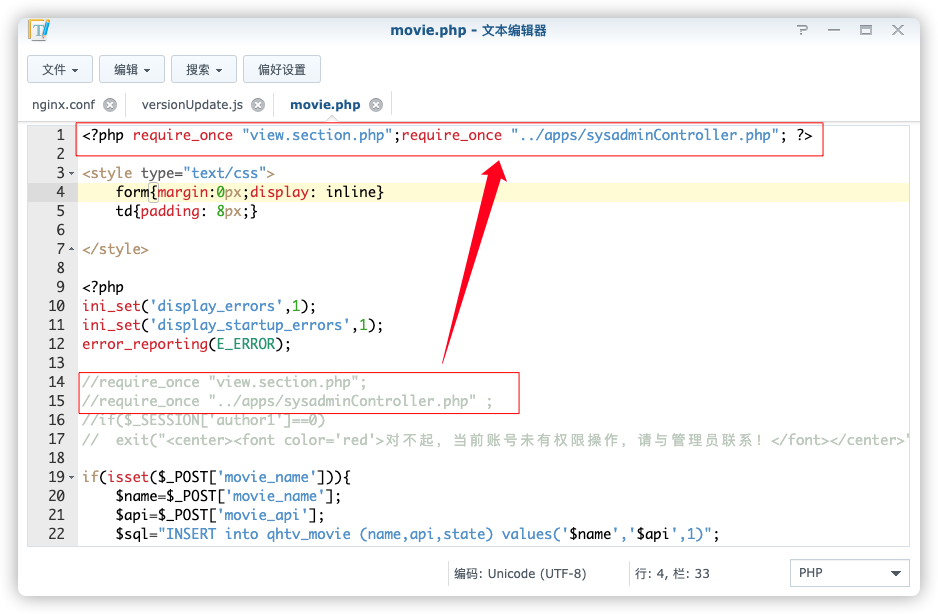 movie.php - 文本编辑器
文件 编辑 搜索 偏好设置
nginx.conf versionUpdate.js movie.php
1 <?php require_once "view.section.php";require_once "../apps/sysadminController.php"; ?>
2
3 <style type="text/css">
4 form{margin:0px;display: inline}
5 td{padding: 8px;}
6
7 </style>
8
9 <?php
10 ini_set('display_errors',1);
11 ini_set('display_startup_errors',1);
12 error_reporting(E_ERROR);
13
14 //require_once "view.section.php";
15 //require_once "../apps/sysadminController.php" ;
16 //if($_SESSION['author1']==0)
17 //  exit("<center><font color='red'>对不起，当前账号未有权限操作，请与管理员联系！</font></center>"
18
19 if(isset($_POST['movie_name'])){
20 $name=$_POST['movie_name'];
21 $api=$_POST['movie_api'];
22 $sql="INSERT into qhtv_movie (name,api,state) values('$name','$api',1)";
编码: Unicode (UTF-8) 行: 4, 栏: 33 PHP